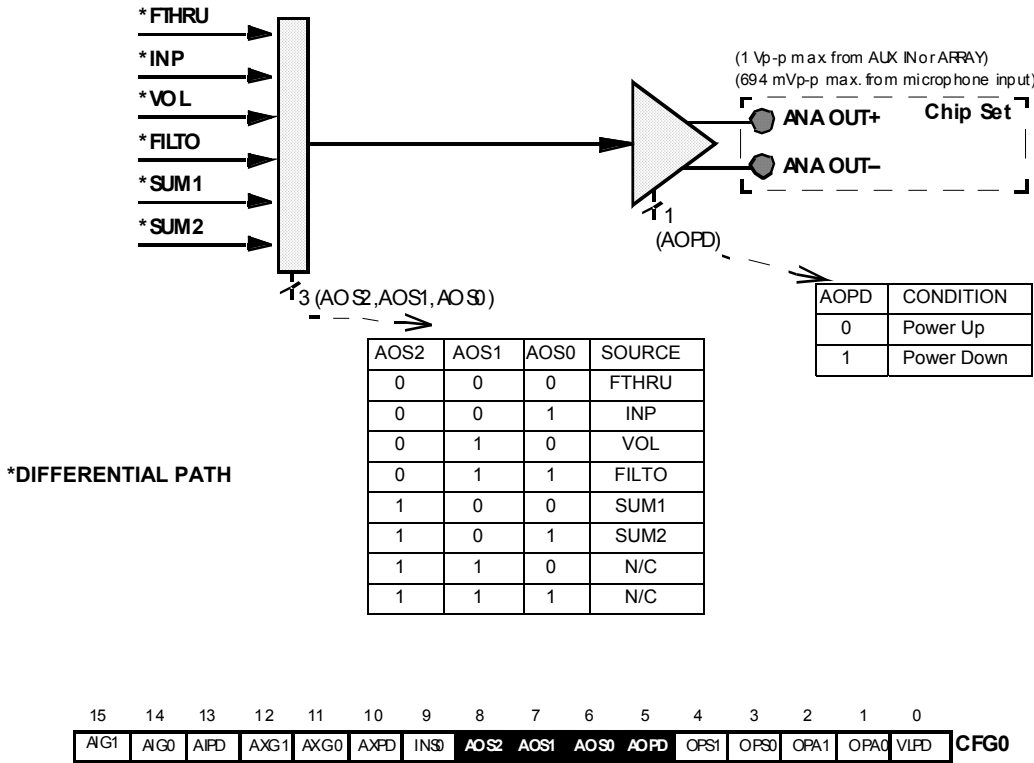 *FTHRU
*INP
*VOL
*FILTO
*SUM1
*SUM2
(1 Vp-p max. from AUX IN or ARRAY)
(694 mVp-p max. from microphone input)
Chip Set
ANA OUT+
ANA OUT–
1
(AOPD)
3 (AOS2,AOS1,AOS0)
AOPD CONDITION
0 Power Up
1 Power Down
AOS2 AOS1 AOS0 SOURCE
0 0 0 FTHRU
0 0 1 INP
0 1 0 VOL
0 1 1 FILTO
1 0 0 SUM1
1 0 1 SUM2
1 1 0 N/C
1 1 1 N/C
*DIFFERENTIAL PATH
15 14 13 12 11 10 9 8 7 6 5 4 3 2 1 0
AIG1 AIG0 AIPD AXG1 AXG0 AXPD INS0 AOS2 AOS1 AOS0 AOPD OPS1 OPS0 OPA1 OPA0 VLPD CFG0